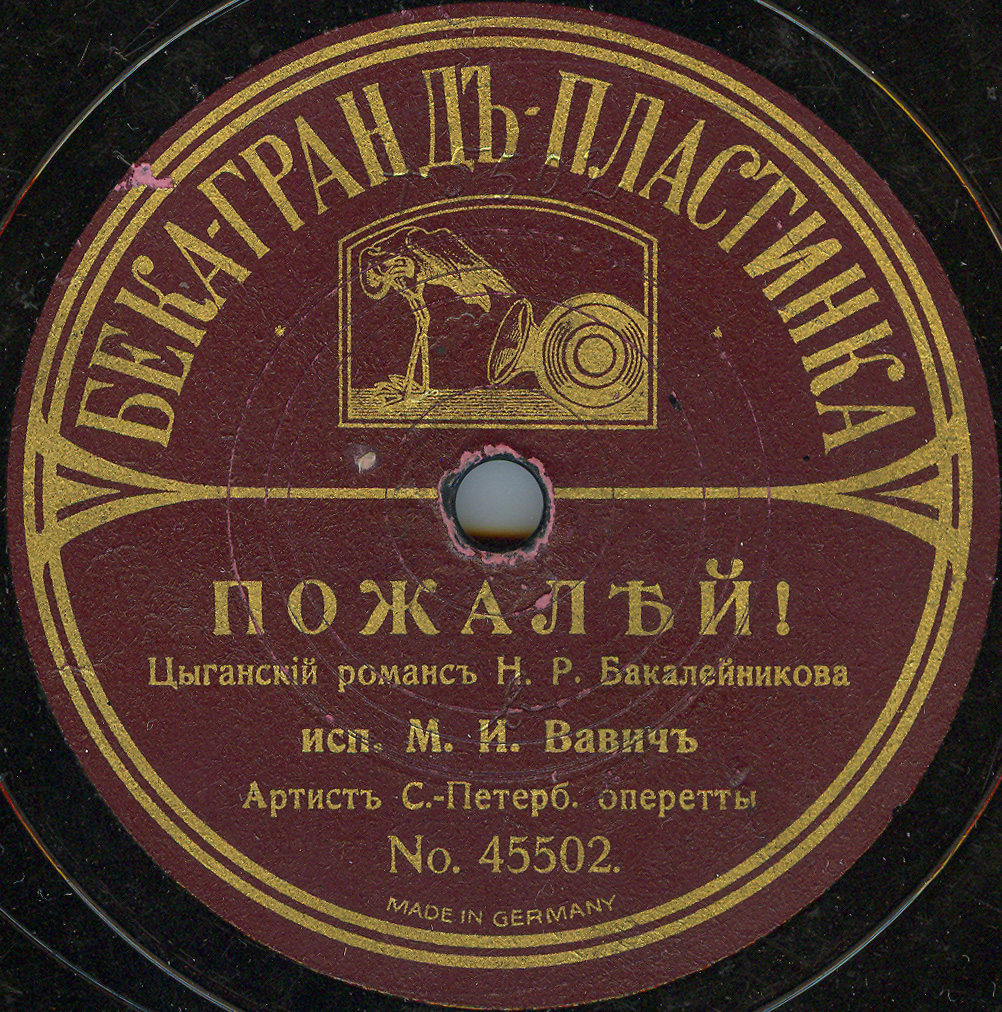 БЕКА-ГРАНДЪ-ПЛАСТИНКА
ПОЖАЛѢЙ!
Цыганскій романсъ Н. Р. Бакалейникова
исп. М. И. Вавичъ
Артистъ С.-Петерб. оперетты
No. 45502.
MADE IN GERMANY